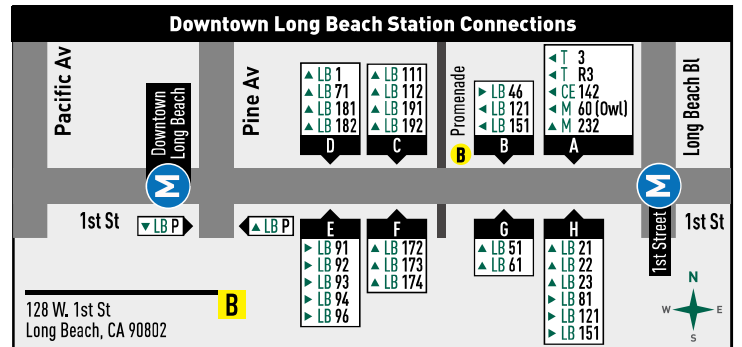 Downtown Long Beach Station Connections
Pacific Av
Downtown
Long Beach
M
Pine Av
▲ LB 1
▲ LB 71
▲ LB 181
▲ LB 182
D
▲ LB 111
▲ LB 112
▲ LB 191
▲ LB 192
C
Promenade
B
► LB 46
◄ LB 121
◄ LB 151
B
◄ T 3
◄ T R3
◄ CE 142
◄ M 60 (Owl)
▲ M 232
A
Long Beach Bl
M
1st Street
1st St
▼ LB P
▲ LB P
E
► LB 91
► LB 92
► LB 93
► LB 94
► LB 96
F
▲ LB 172
▲ LB 173
▲ LB 174
G
▲ LB 51
▲ LB 61
H
▲ LB 21
▲ LB 22
▲ LB 23
► LB 81
► LB 121
► LB 151
1st St
128 W. 1st St
Long Beach, CA 90802
B
N
W
E
S